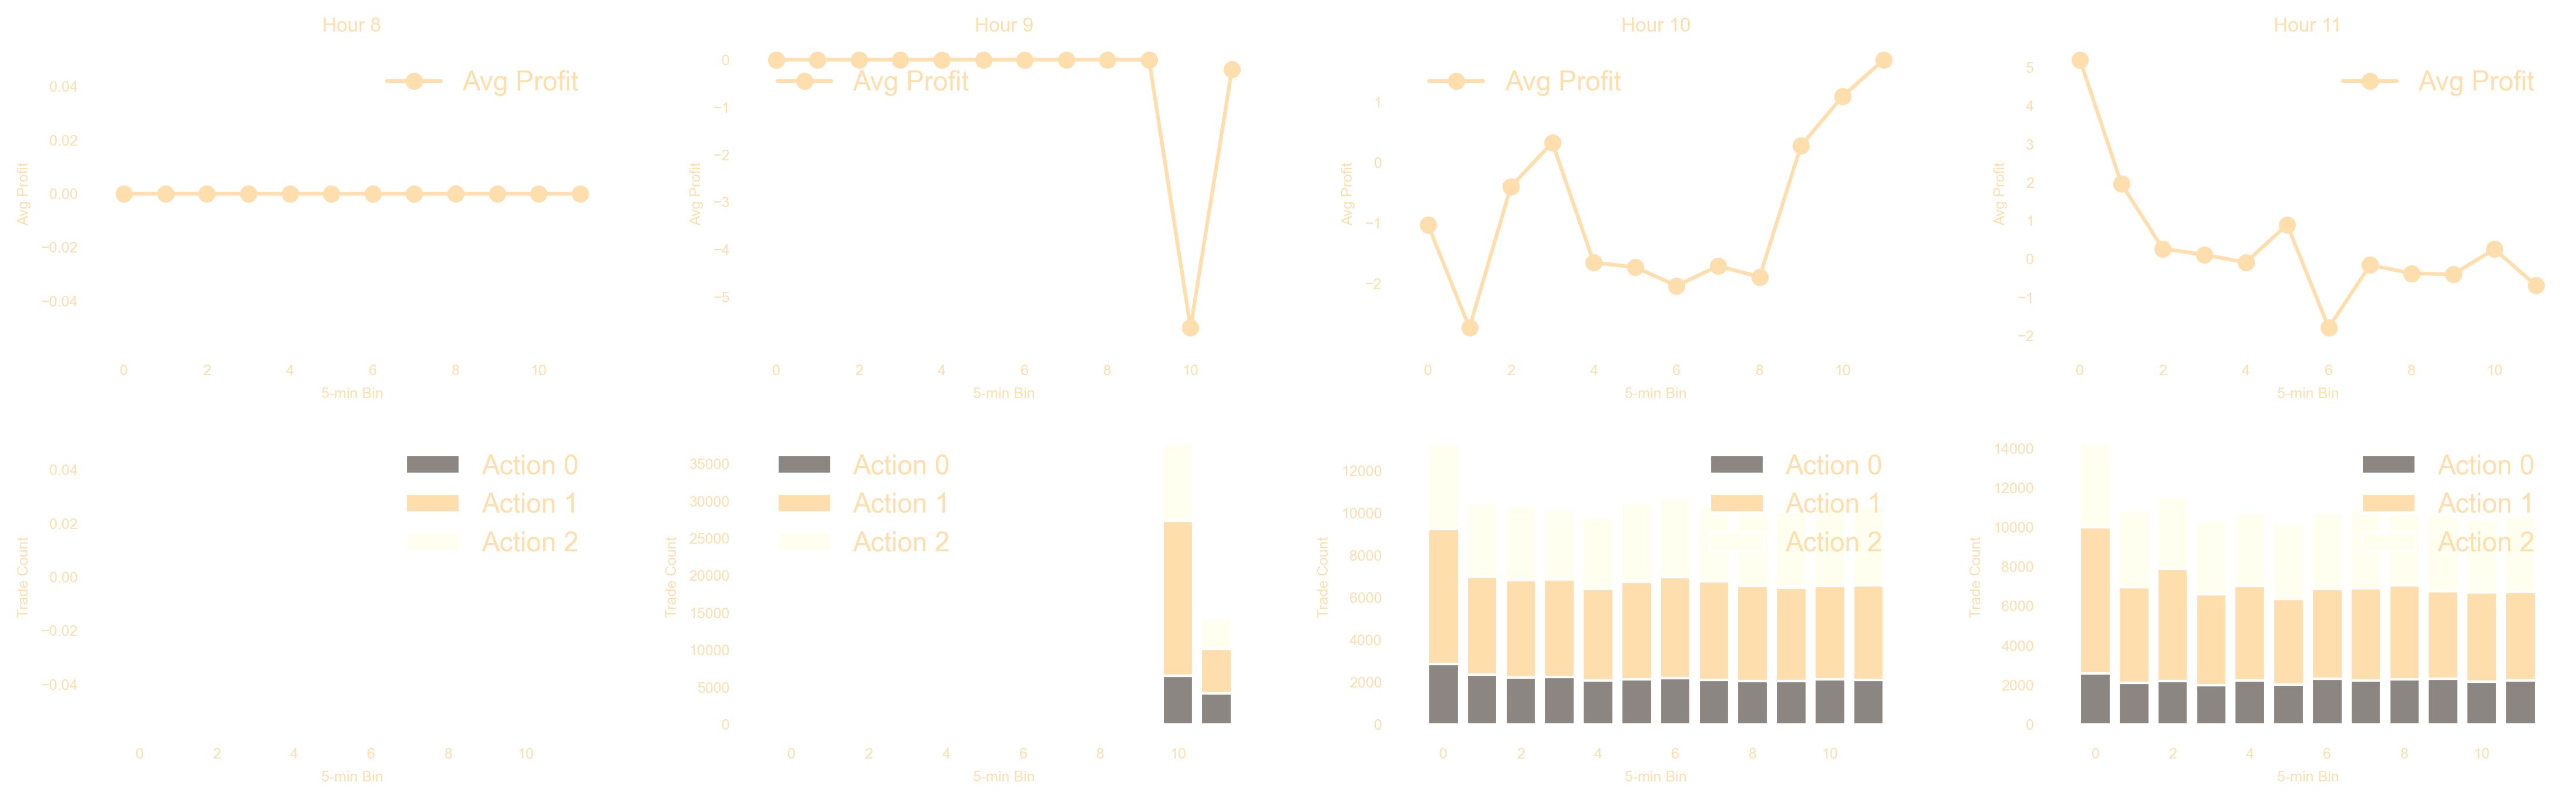 Hour 8
Avg Profit
0.04
0.02
0.00
−0.02
−0.04
Avg Profit
0 2 4 6 8 10
5-min Bin
Hour 9
Avg Profit
0
−1
−2
−3
−4
−5
Avg Profit
0 2 4 6 8 10
5-min Bin
Hour 10
Avg Profit
1
0
−1
−2
Avg Profit
0 2 4 6 8 10
5-min Bin
Hour 11
Avg Profit
5
4
3
2
1
0
−1
−2
Avg Profit
0 2 4 6 8 10
5-min Bin
Action 0
Action 1
Action 2
0.04
0.02
0.00
−0.02
−0.04
Trade Count
0 2 4 6 8 10
5-min Bin
Action 0
Action 1
Action 2
35000
30000
25000
20000
15000
10000
5000
0
Trade Count
0 2 4 6 8 10
5-min Bin
Action 0
Action 1
Action 2
12000
10000
8000
6000
4000
2000
0
Trade Count
0 2 4 6 8 10
5-min Bin
Action 0
Action 1
Action 2
14000
12000
10000
8000
6000
4000
2000
0
Trade Count
0 2 4 6 8 10
5-min Bin